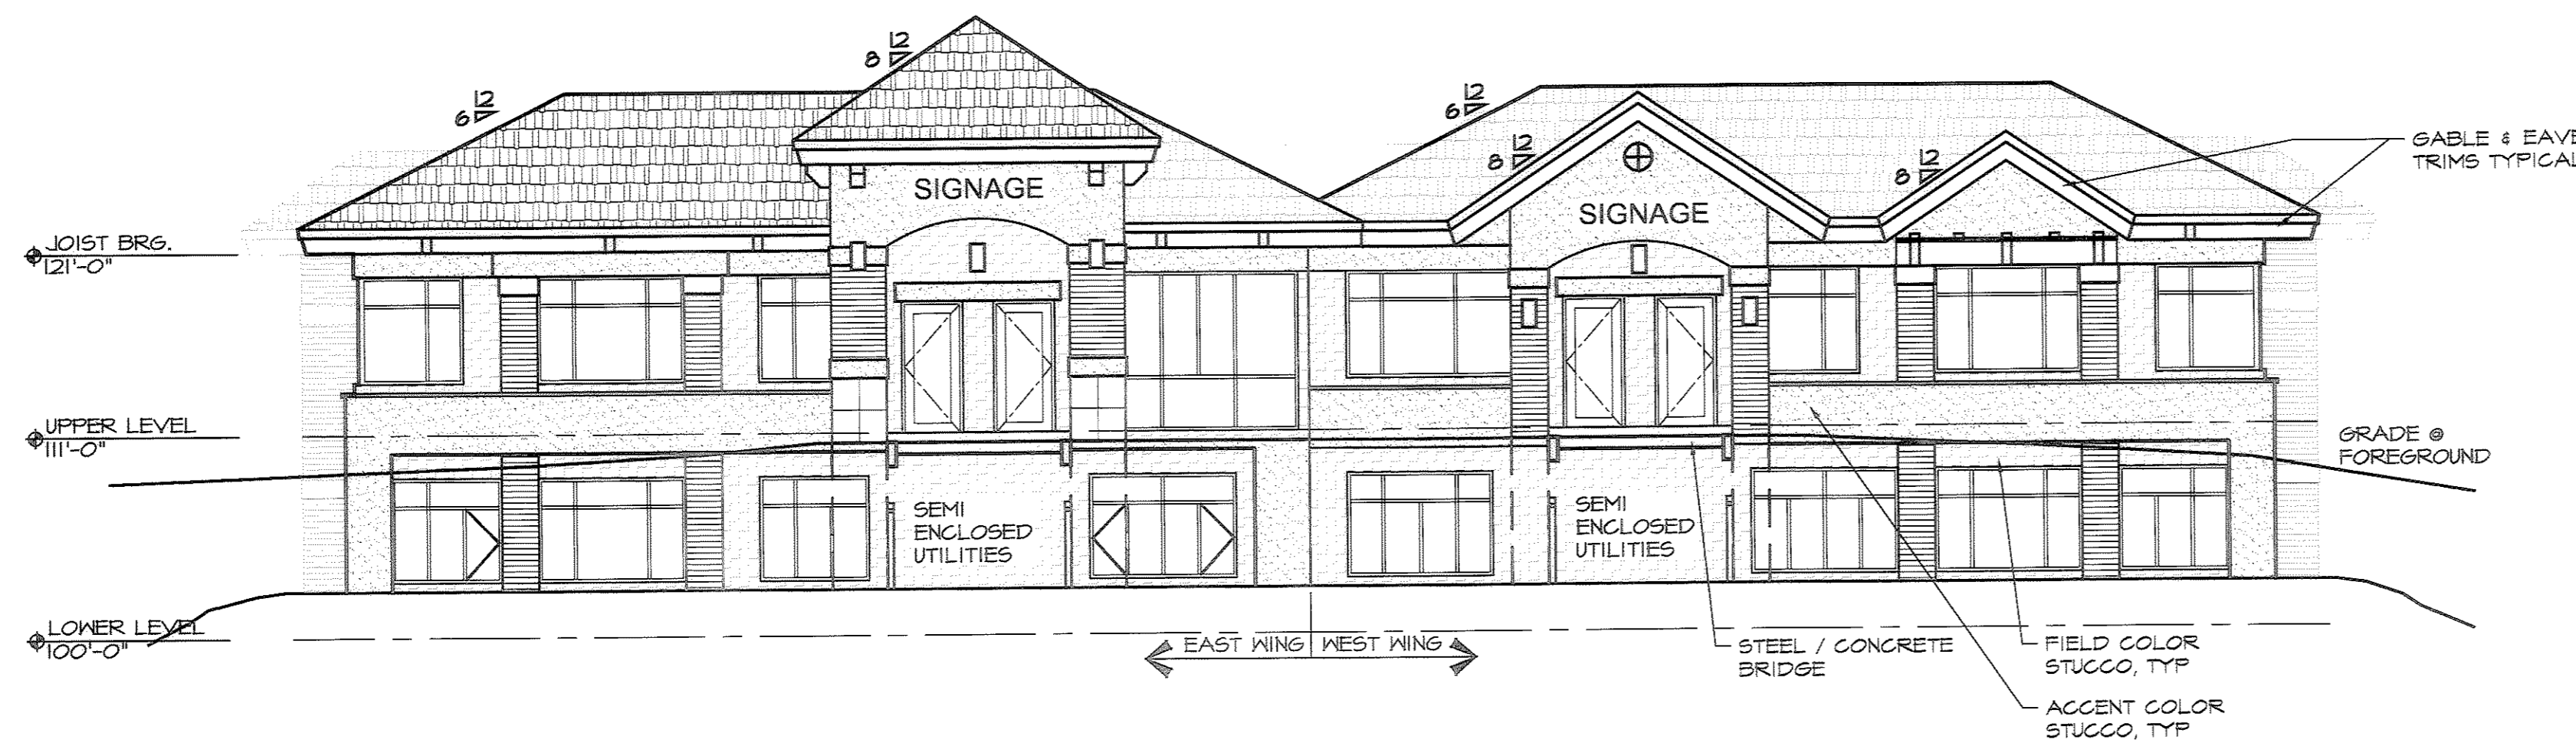 12
8
12
6
12
6
12
8
12
8
GABLE & EAVE
TRIMS TYPICAL
SIGNAGE
SIGNAGE
JOIST BRG.
121'-0"
UPPER LEVEL
111'-0"
GRADE @
FOREGROUND
SEMI
ENCLOSED
UTILITIES
SEMI
ENCLOSED
UTILITIES
LOWER LEVEL
100'-0"
EAST WING WEST WING
STEEL / CONCRETE
BRIDGE
FIELD COLOR
STUCCO, TYP
ACCENT COLOR
STUCCO, TYP